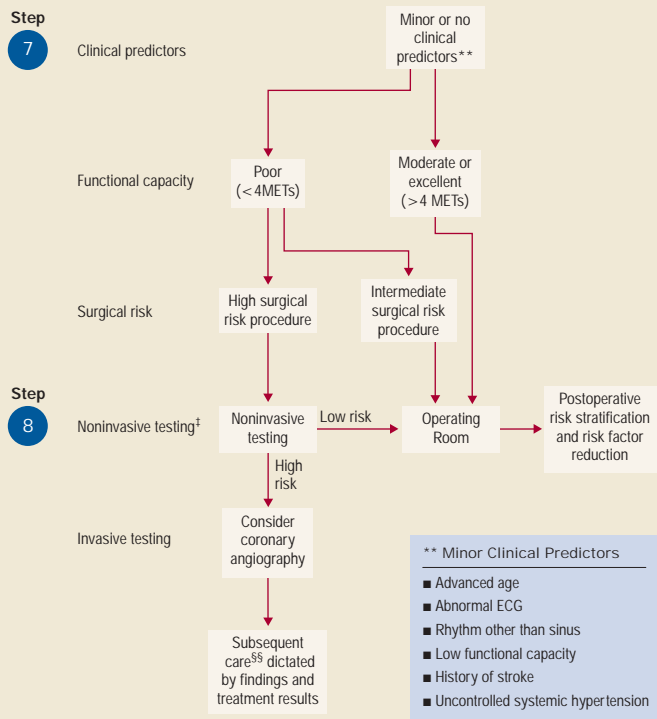 Step
7
Clinical predictors
Minor or no
clinical
predictors**
Functional capacity
Poor
(<4METs)
Moderate or
excellent
(>4 METs)
Surgical risk
High surgical
risk procedure
Intermediate
surgical risk
procedure
Step
8
Noninvasive testing‡
Noninvasive
testing
Low risk
Operating
Room
Postoperative
risk stratification
and risk factor
reduction
High
risk
Invasive testing
Consider
coronary
angiography
Subsequent
care§§ dictated
by findings and
treatment results
** Minor Clinical Predictors
■ Advanced age
■ Abnormal ECG
■ Rhythm other than sinus
■ Low functional capacity
■ History of stroke
■ Uncontrolled systemic hypertension